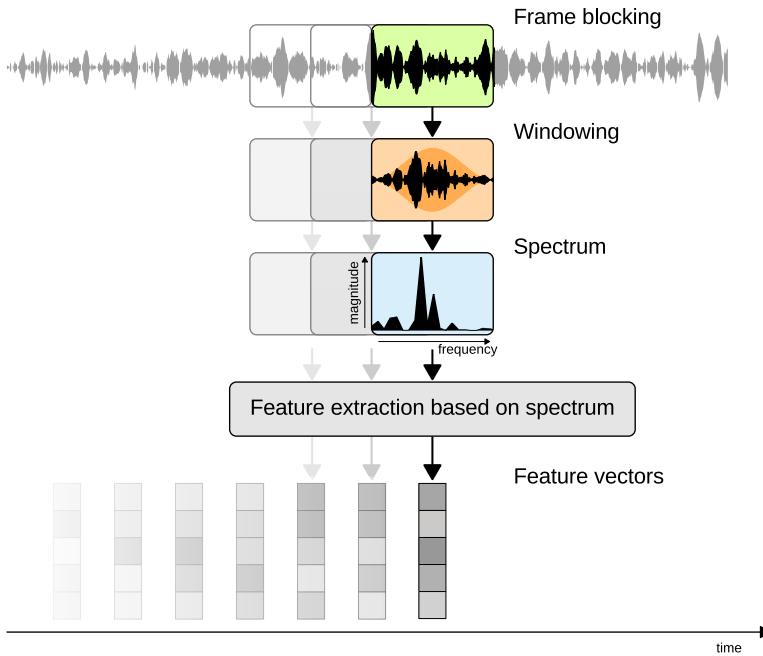 Frame blocking
Windowing
Spectrum
magnitude
frequency
Feature extraction based on spectrum
Feature vectors
time